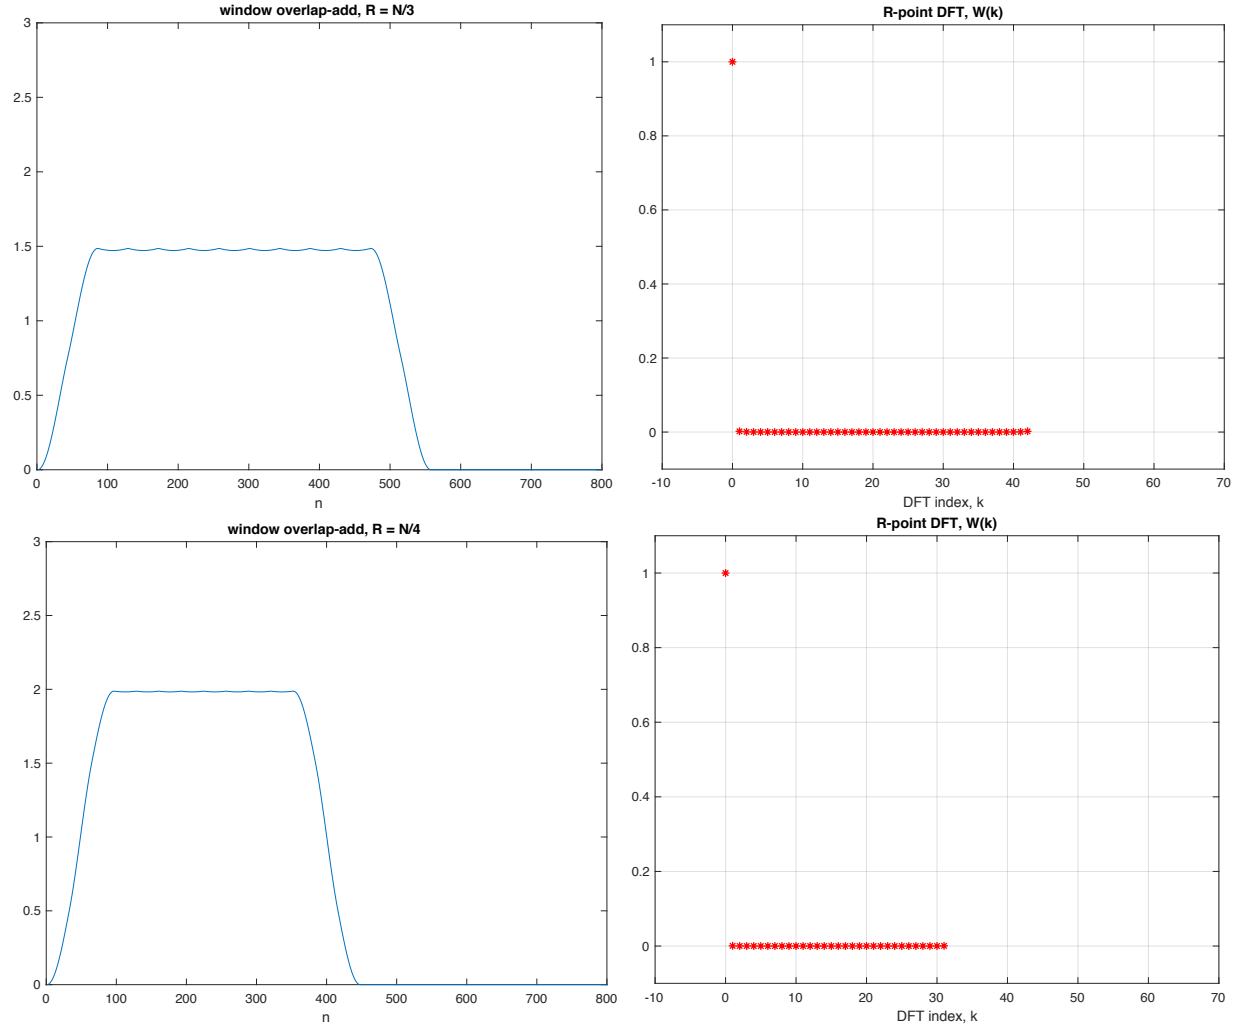 window overlap-add, R = N/3
3
2.5
2
1.5
1
0.5
0
0 100 200 300 400 500 600 700 800
n
R-point DFT, W(k)
1
0.8
0.6
0.4
0.2
0
-10 0 10 20 30 40 50 60 70
DFT index, k
window overlap-add, R = N/4
3
2.5
2
1.5
1
0.5
0
0 100 200 300 400 500 600 700 800
n
R-point DFT, W(k)
1
0.8
0.6
0.4
0.2
0
-10 0 10 20 30 40 50 60 70
DFT index, k